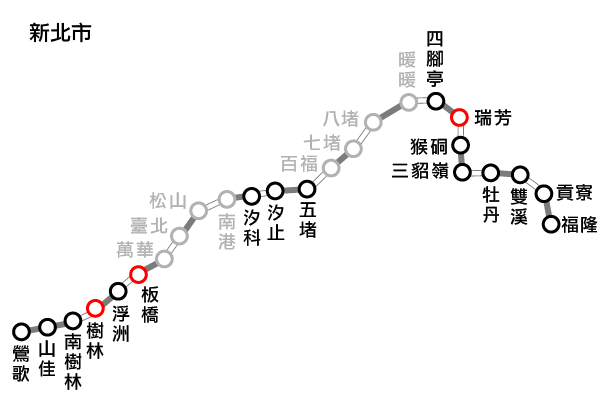 新北市
四腳亭
暖暖
八堵
瑞芳
七堵
猴硐
百福
三貂嶺
松山
五堵
牡丹
雙溪
貢寮
福隆
臺北
南港
汐科
汐止
萬華
板橋
浮洲
樹林
南樹林
山佳
鶯歌